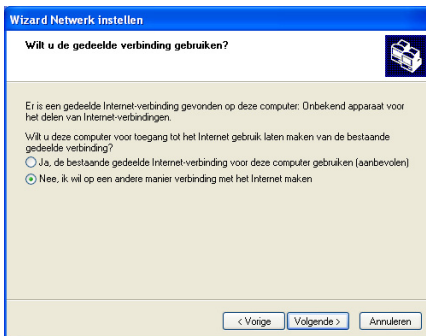 Wizard Netwerk instellen
Wilt u de gedeelde verbinding gebruiken?
Er is een gedeelde Internet-verbinding gevonden op deze computer: Onbekend apparaat voor
het delen van Internet-verbindingen.
Wilt u deze computer voor toegang tot het Internet gebruik laten maken van de bestaande
gedeelde verbinding?
Ja, de bestaande gedeelde Internet-verbinding voor deze computer gebruiken (aanbevolen)
Nee, ik wil op een andere manier verbinding met het Internet maken
< Vorige
Volgende >
Annuleren